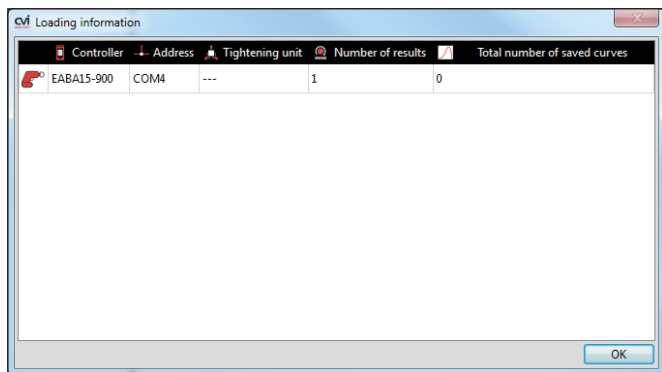 cvi Loading information
Controller Address Tightening unit Number of results Total number of saved curves
EABA15-900 COM4 --- 1 0
OK